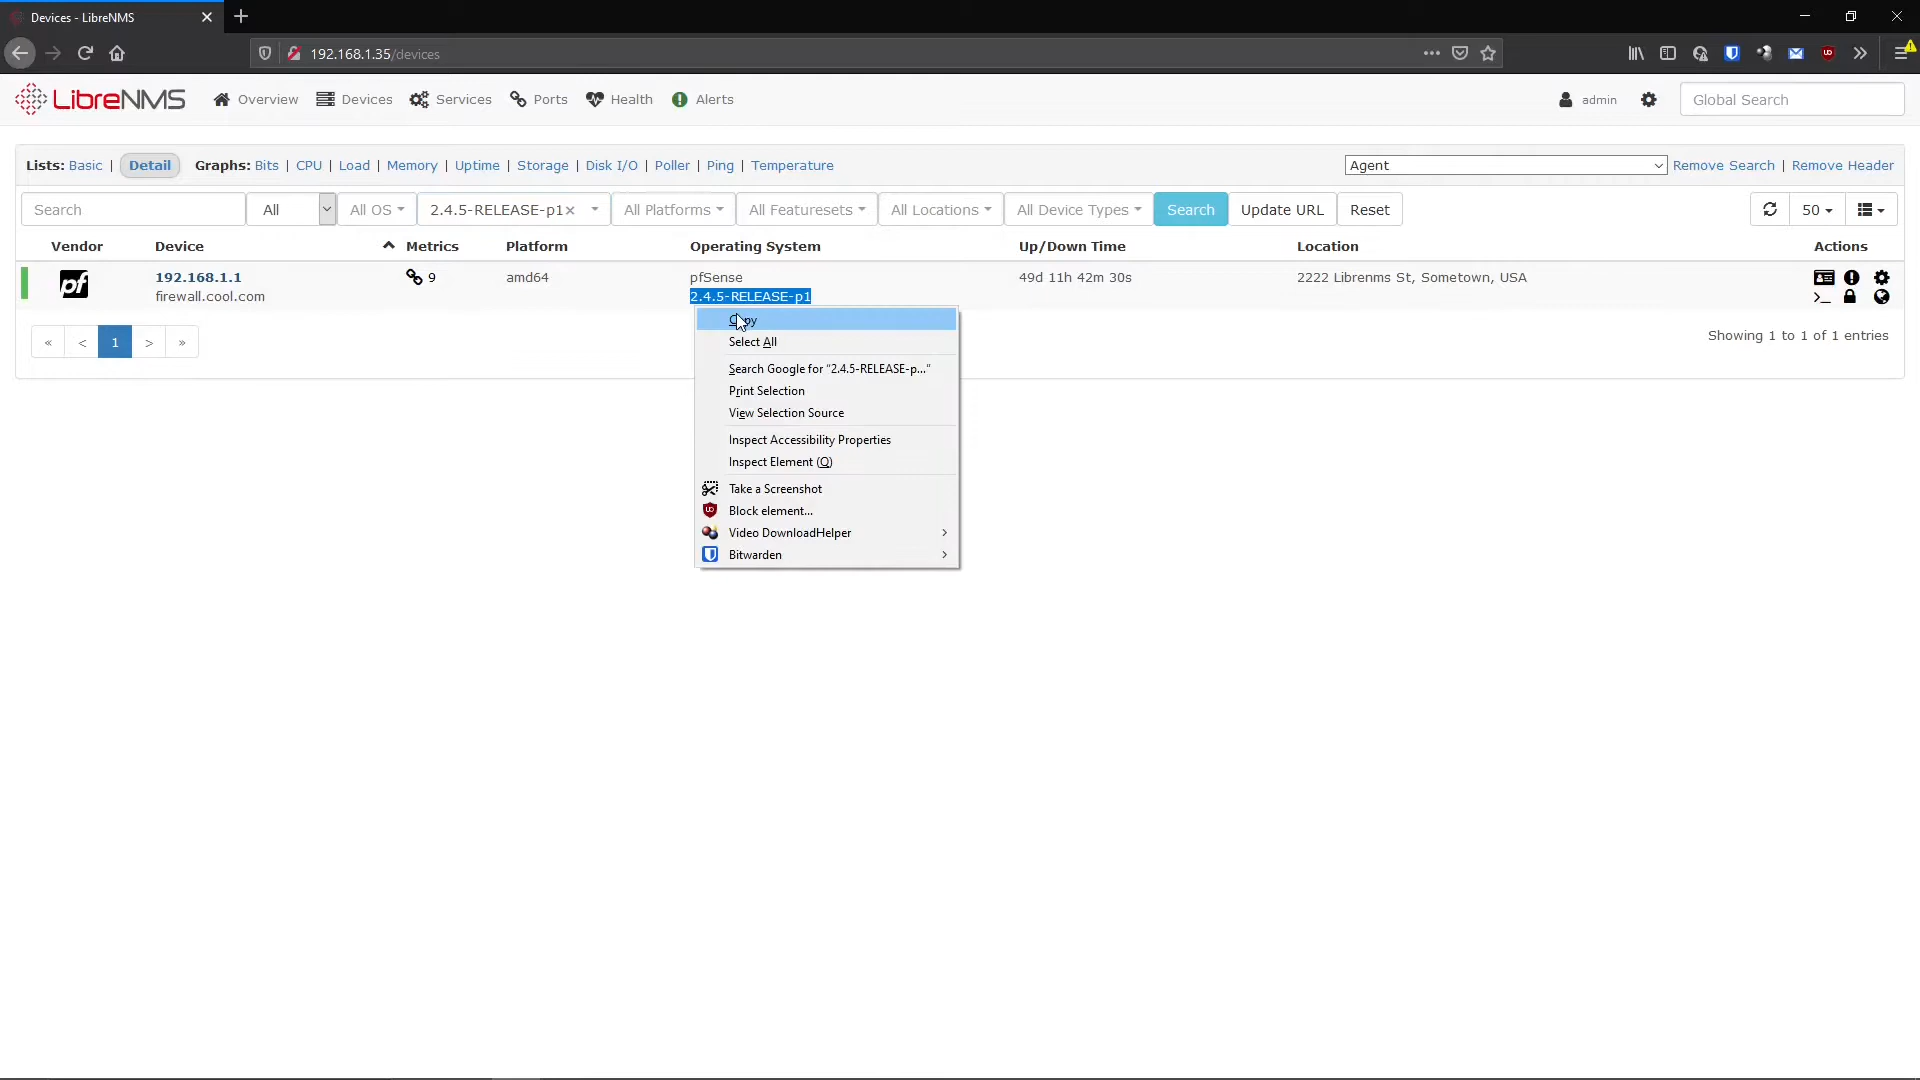 Devices - LibreNMS
192.168.1.35/devices
LibreNMS Overview Devices Services Ports Health Alerts admin Global Search
Lists: Basic | Detail Graphs: Bits | CPU | Load | Memory | Uptime | Storage | Disk I/O | Poller | Ping | Temperature Agent Remove Search | Remove Header
Search All All OS 2.4.5-RELEASE-p1× All Platforms All Featuresets All Locations All Device Types Search Update URL Reset 50
Vendor Device Metrics Platform Operating System Up/Down Time Location Actions
pf 192.168.1.1 9 amd64 pfSense 49d 11h 42m 30s 2222 Librenms St, Sometown, USA
firewall.cool.com 2.4.5-RELEASE-p1
« < 1 > » Showing 1 to 1 of 1 entries
Copy
Select All
Search Google for "2.4.5-RELEASE-p..."
Print Selection
View Selection Source
Inspect Accessibility Properties
Inspect Element (Q)
Take a Screenshot
Block element...
Video DownloadHelper
Bitwarden